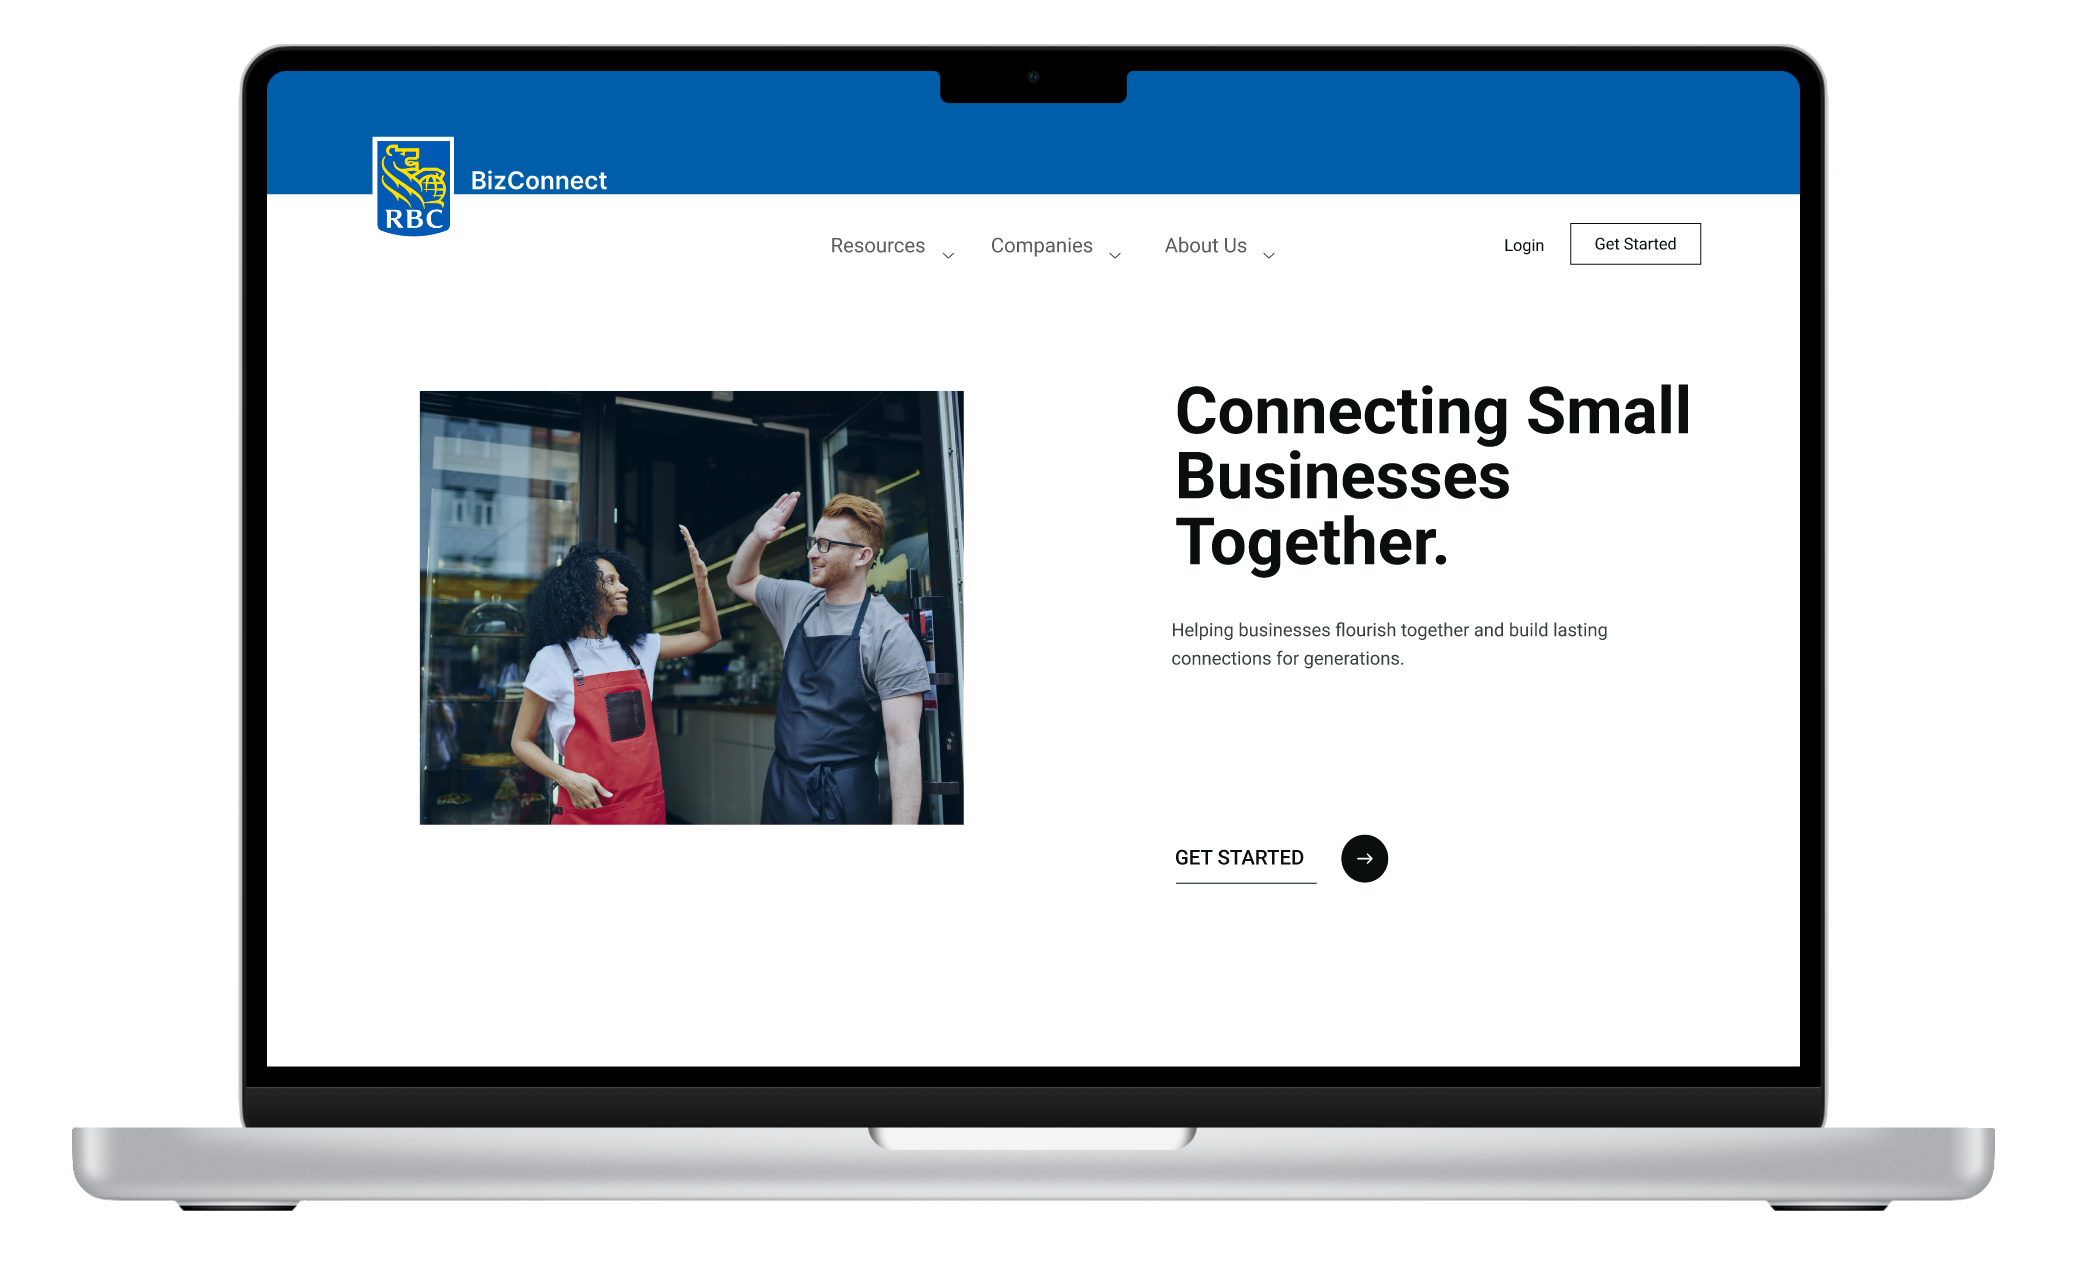 RBC
BizConnect
Resources
Companies
About Us
Login
Get Started
Connecting Small
Businesses
Together.
Helping businesses flourish together and build lasting
connections for generations.
GET STARTED